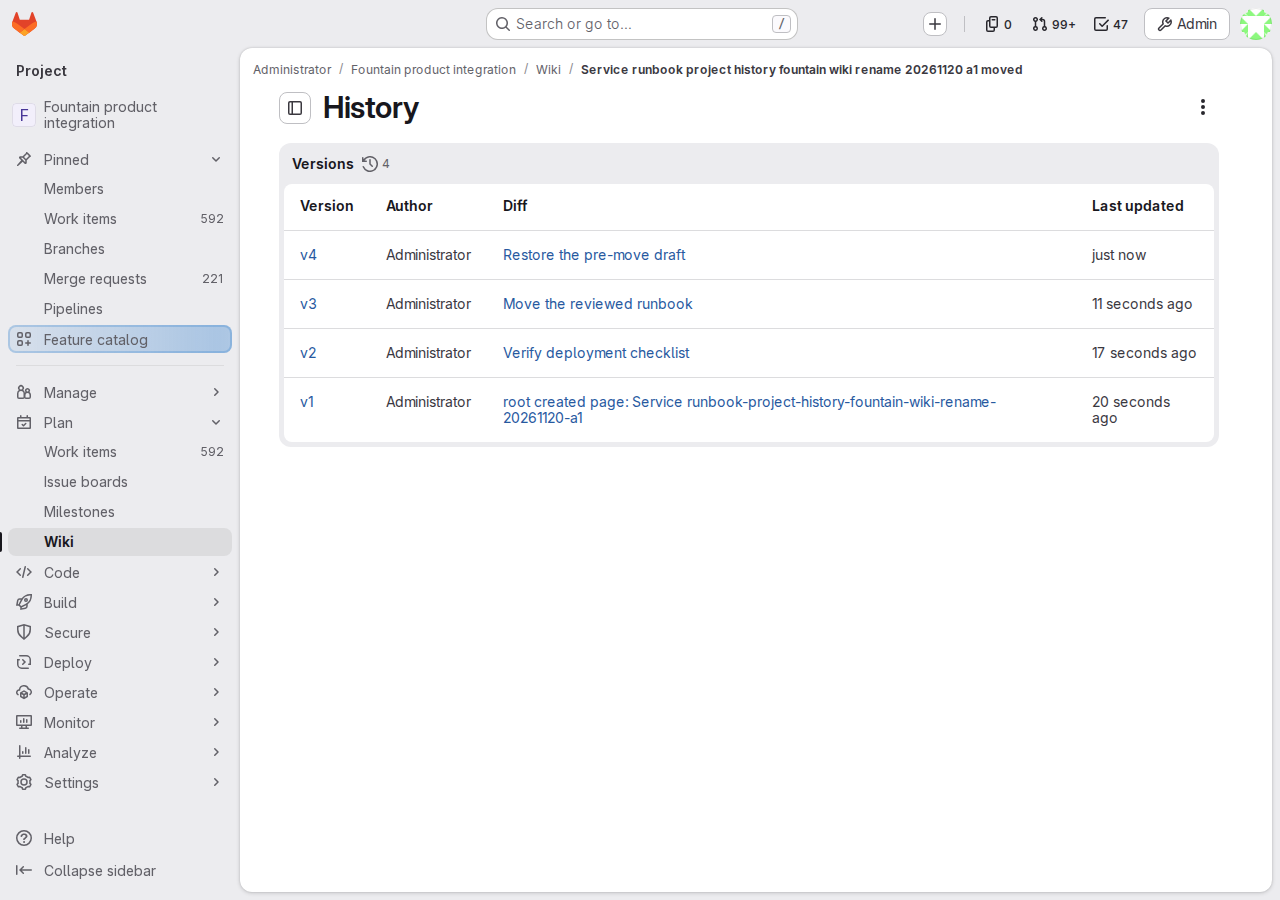 Search or go to...
/
0
99+
47
Admin
Project
F
Fountain product integration
Pinned
Members
Work items
592
Branches
Merge requests
221
Pipelines
Feature catalog
Manage
Plan
Work items
592
Issue boards
Milestones
Wiki
Code
Build
Secure
Deploy
Operate
Monitor
Analyze
Settings
Help
Collapse sidebar
Administrator / Fountain product integration / Wiki / Service runbook project history fountain wiki rename 20261120 a1 moved
History
Versions 4
Version Author Diff Last updated
v4 Administrator Restore the pre-move draft just now
v3 Administrator Move the reviewed runbook 11 seconds ago
v2 Administrator Verify deployment checklist 17 seconds ago
v1 Administrator root created page: Service runbook-project-history-fountain-wiki-rename- 20 seconds
20261120-a1 ago